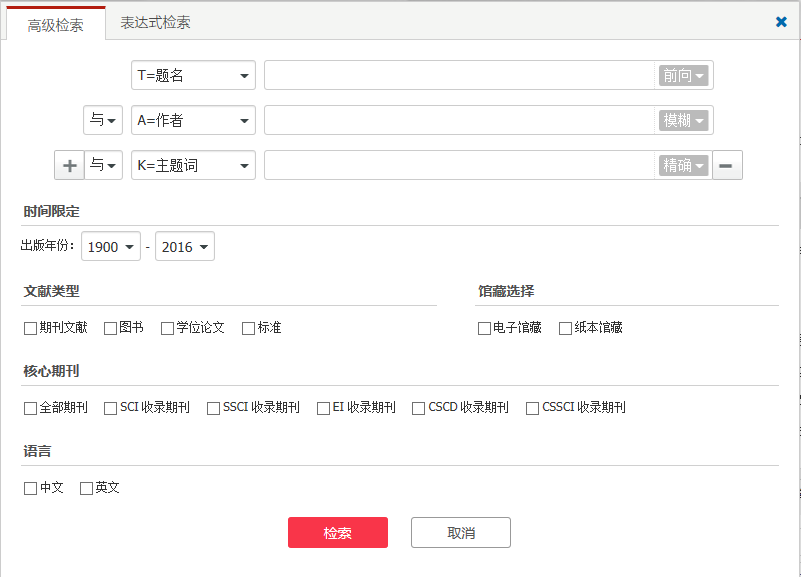 高级检索 表达式检索
T=题名 前向
与 A=作者 模糊
与 K=主题词 精确
时间限定
出版年份: 1900 - 2016
文献类型 馆藏选择
期刊文献 图书 学位论文 标准 电子馆藏 纸本馆藏
核心期刊
全部期刊 SCI 收录期刊 SSCI 收录期刊 EI 收录期刊 CSCD 收录期刊 CSSCI 收录期刊
语言
中文 英文
检索 取消